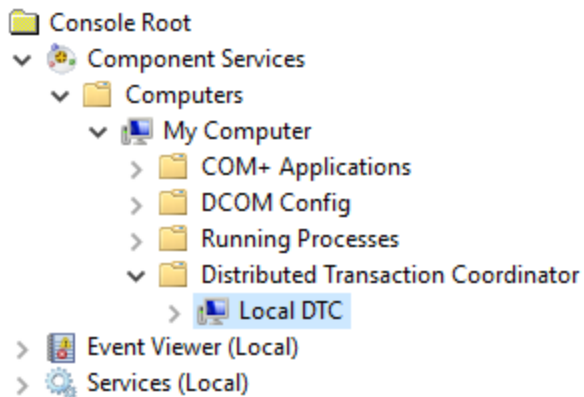 Console Root
Component Services
Computers
My Computer
COM+ Applications
DCOM Config
Running Processes
Distributed Transaction Coordinator
Local DTC
Event Viewer (Local)
Services (Local)